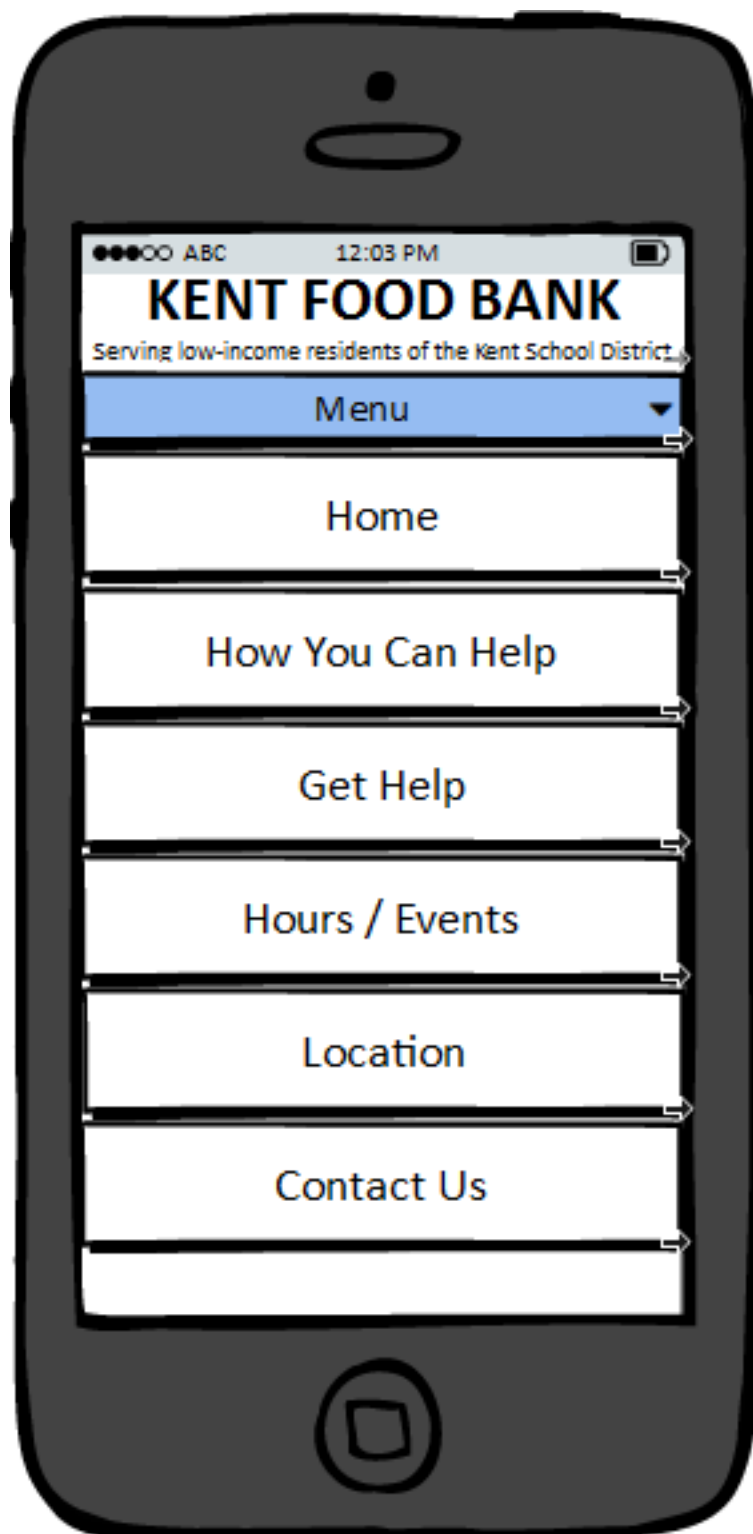 ABC 12:03 PM
KENT FOOD BANK
Serving low-income residents of the Kent School District
Menu
Home
How You Can Help
Get Help
Hours / Events
Location
Contact Us